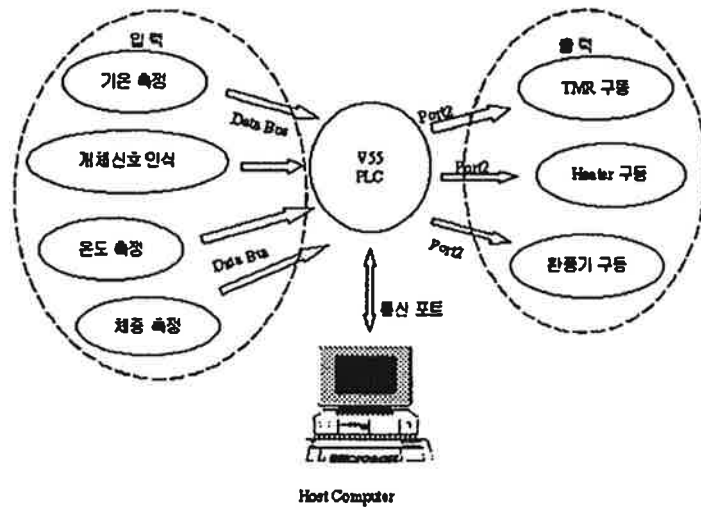 입 력
기온 측정
개체신호 인식
온도 측정
체중 측정
Data Bus
Data Bus
V55
PLC
Port2
Port2
Port2
출 력
TMR 구동
Heater 구동
환풍기 구동
통신 포트
Host Computer